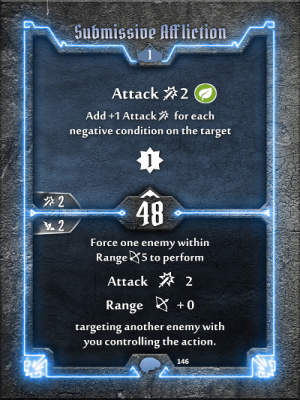 Submissive Affliction
1
Attack 2
Add +1 Attack for each
negative condition on the target
1
2
48
2
Force one enemy within
Range 5 to perform
Attack 2
Range +0
targeting another enemy with
you controlling the action.
146